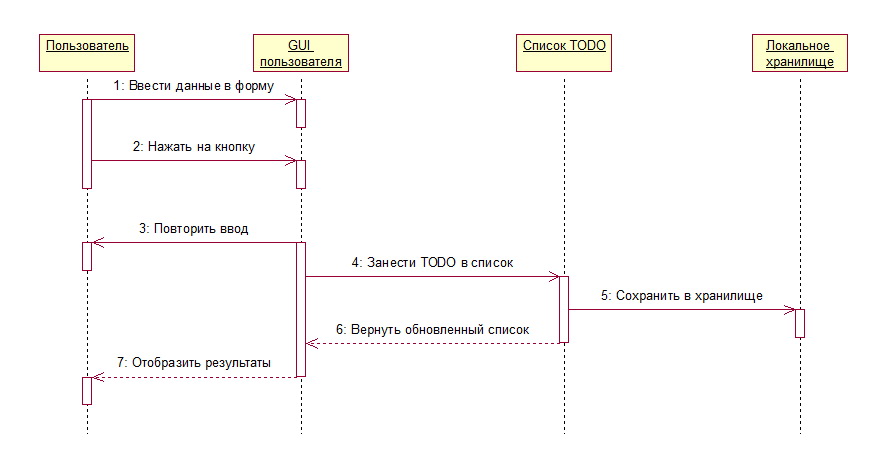 Пользователь
GUI
пользователя
Список TODO
Локальное
хранилище
1: Ввести данные в форму
2: Нажать на кнопку
3: Повторить ввод
4: Занести TODO в список
5: Сохранить в хранилище
6: Вернуть обновленный список
7: Отобразить результаты